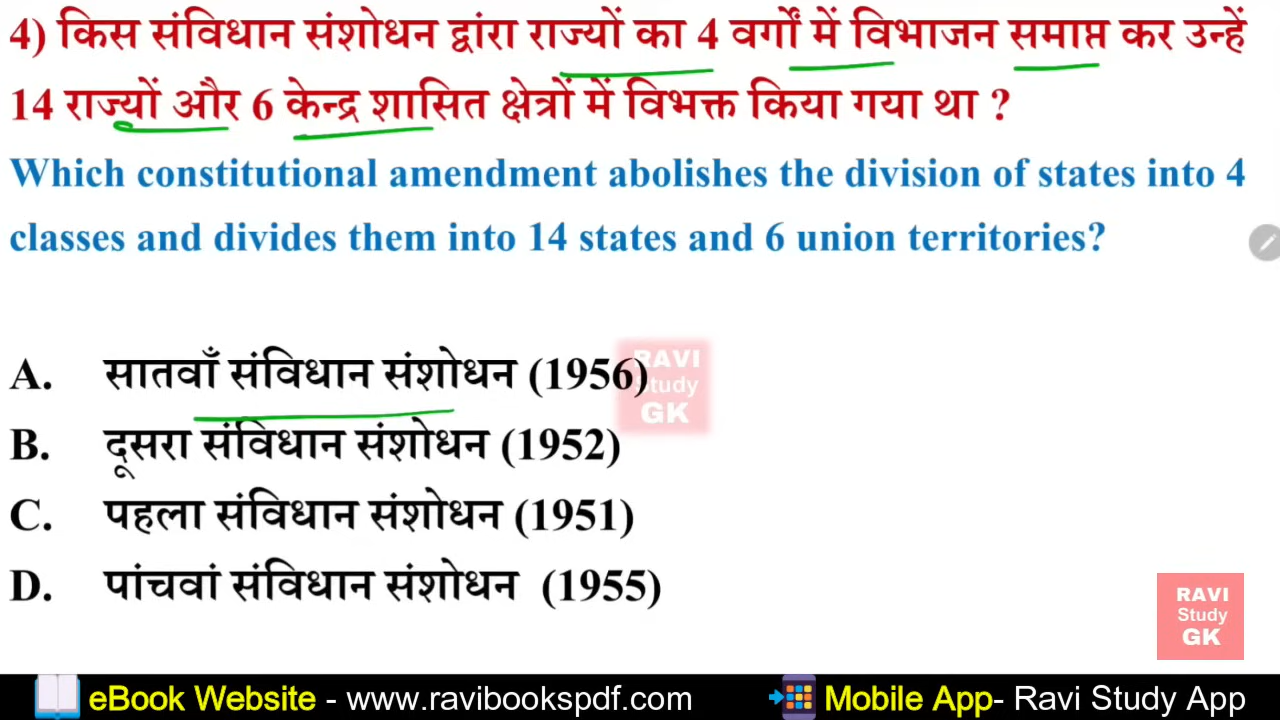 4) किस संविधान संशोधन द्वांरा राज्यों का 4 वर्गों में विभाजन समाप्त कर उन्हें
14 राज्यों और 6 केन्द्र शासित क्षेत्रों में विभक्त किया गया था ?
Which constitutional amendment abolishes the division of states into 4
classes and divides them into 14 states and 6 union territories?
A. सातवाँ संविधान संशोधन (1956)
RAVI
Study
GK
B. दूसरा संविधान संशोधन (1952)
C. पहला संविधान संशोधन (1951)
D. पांचवां संविधान संशोधन (1955)
RAVI
Study
GK
eBook Website - www.ravibookspdf.com
Mobile App- Ravi Study App